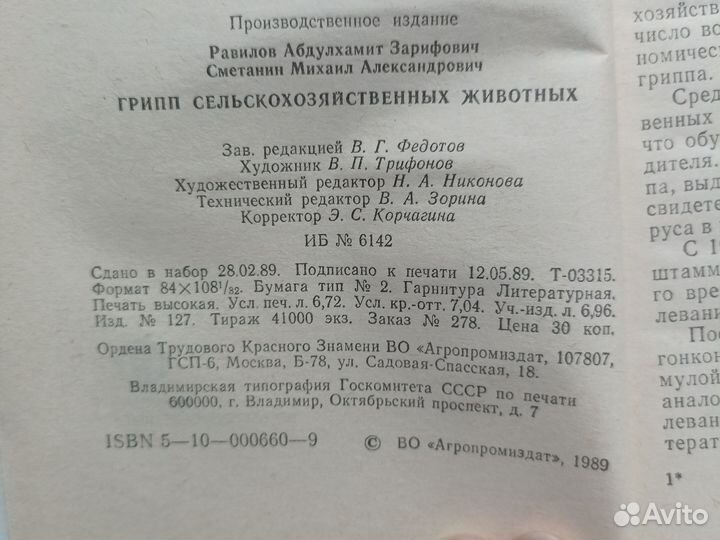 Производственное издание
Равилов Абдулхамит Зарифович
Сметанин Михаил Александрович
ГРИПП СЕЛЬСКОХОЗЯЙСТВЕННЫХ ЖИВОТНЫХ
Зав. редакцией В. Г. Федотов
Художник В. П. Трифонов
Художественный редактор Н. А. Никонова
Технический редактор В. А. Зорина
Корректор Э. С. Корчагина
ИБ № 6142
Сдано в набор 28.02.89. Подписано к печати 12.05.89. Т-03315.
Формат 84×108¹/₃₂. Бумага тип № 2. Гарнитура Литературная.
Печать высокая. Усл. печ. л. 6,72. Усл. кр.-отт. 7,04. Уч.-изд. л. 6,96.
Изд. № 127. Тираж 41000 экз. Заказ № 278. Цена 30 коп.
Ордена Трудового Красного Знамени ВО «Агропромиздат», 107807,
ГСП-6, Москва, Б-78, ул. Садовая-Спасская, 18.
Владимирская типография Госкомитета СССР по печати
600000, г. Владимир, Октябрьский проспект, д. 7
ISBN 5—10—000660—9 © ВО «Агропромиздат», 1989
хозяйств
число во
номическ
гриппа.
Сред
венных
что обу
дителя.
па, выд
свидете
руса в
С 1
штамм
го вре
левани
Пос
гонкон
мулой
анало
леван
терат
1*
Avito